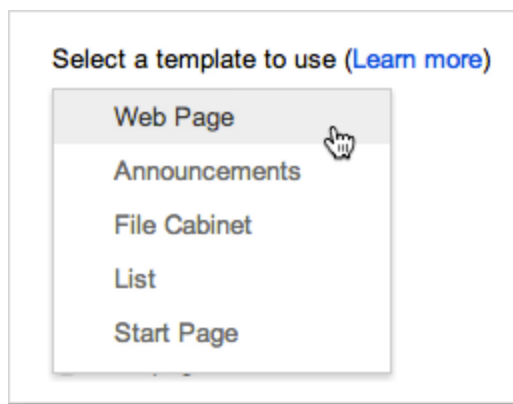 Select a template to use (Learn more)
Web Page
Announcements
File Cabinet
List
Start Page